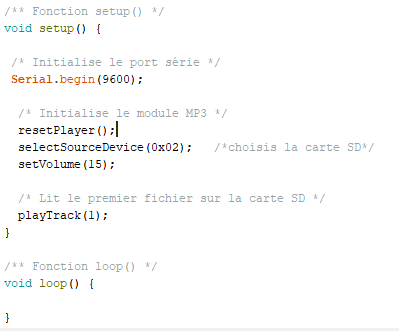 /** Fonction setup() */
void setup() {
/* Initialise le port série */
Serial.begin(9600);
/* Initialise le module MP3 */
resetPlayer();
selectSourceDevice(0x02);   /*choisis la carte SD*/
setVolume(15);
/* Lit le premier fichier sur la carte SD */
playTrack(1);
}
/** Fonction loop() */
void loop() {
}